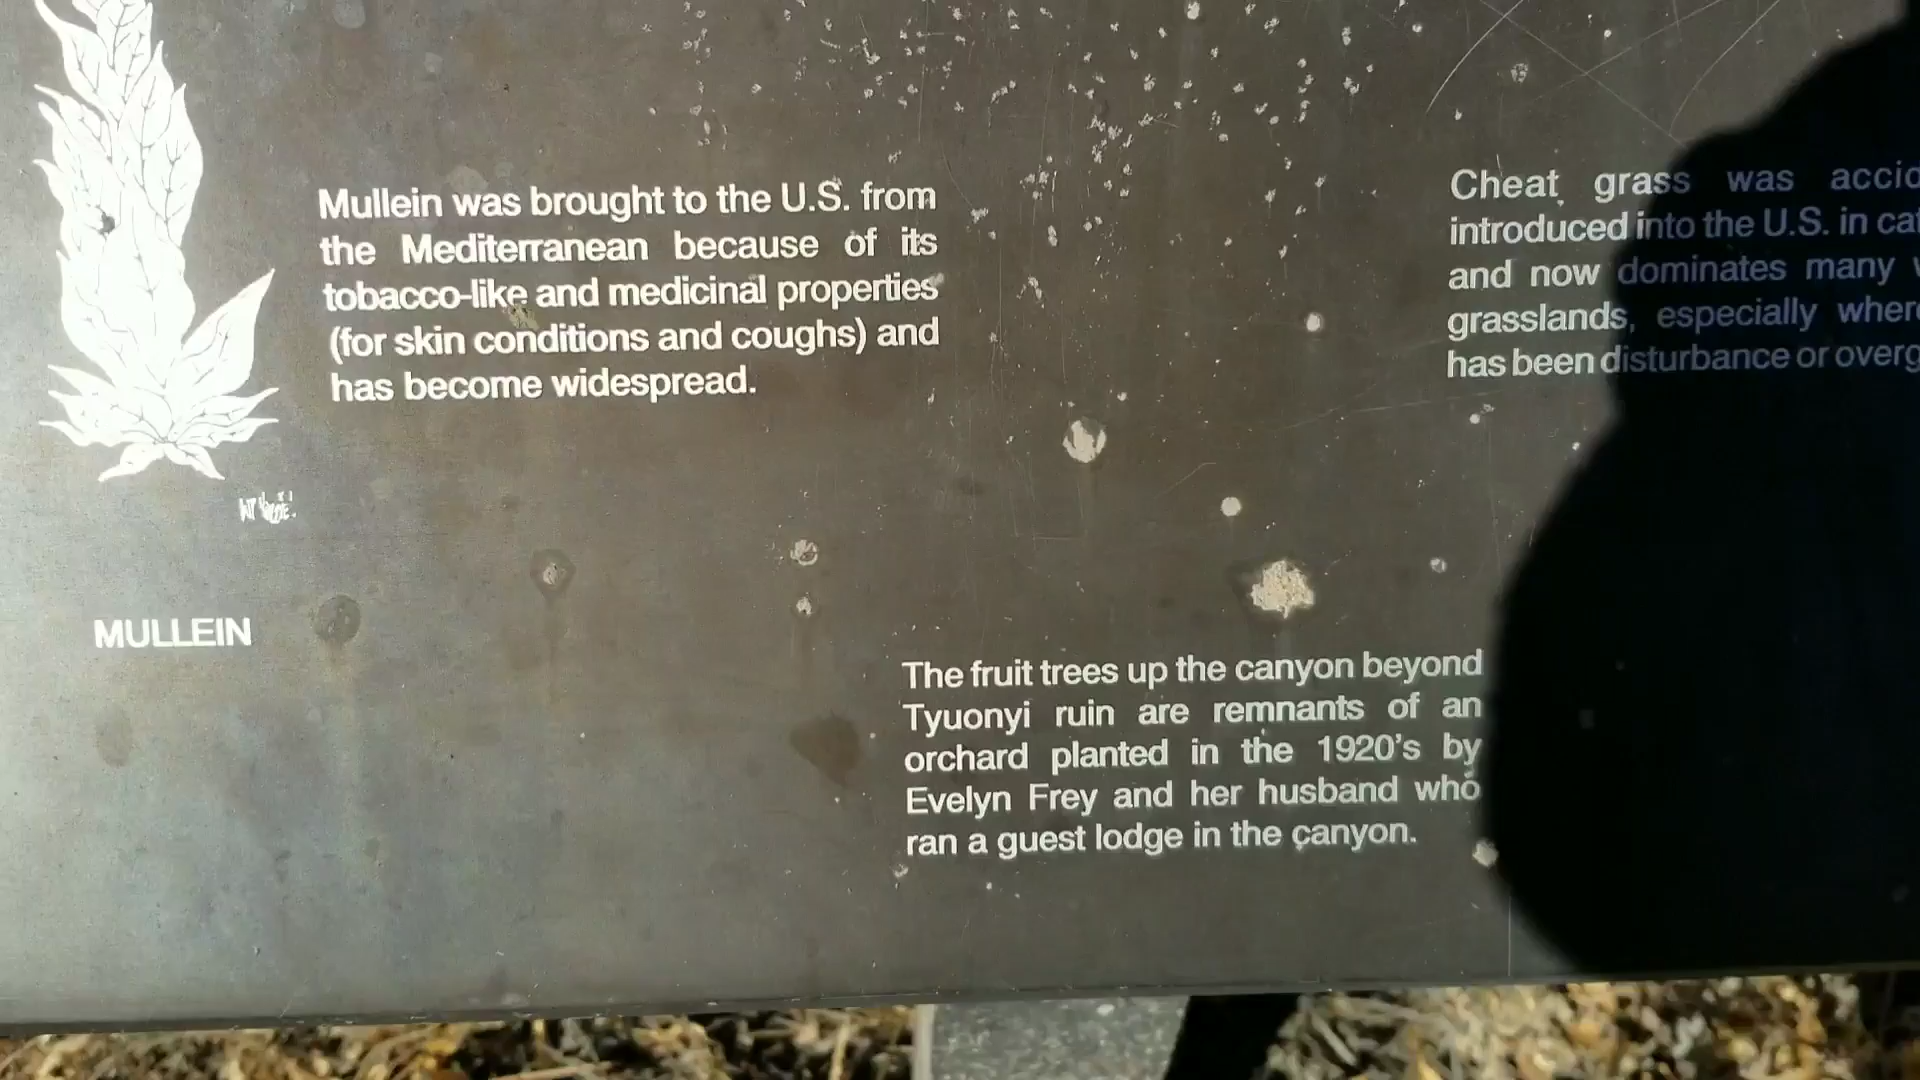 Mullein was brought to the U.S. from
the Mediterranean because of its
tobacco-like and medicinal properties
(for skin conditions and coughs) and
has become widespread.
MULLEIN
Cheat grass was
introduced into the U.S. in
and now dominates many
grasslands, especially
has been disturbance or
The fruit trees up the canyon beyond
Tyuonyi ruin are remnants of an
orchard planted in the 1920's by
Evelyn Frey and her husband who
ran a guest lodge in the canyon.